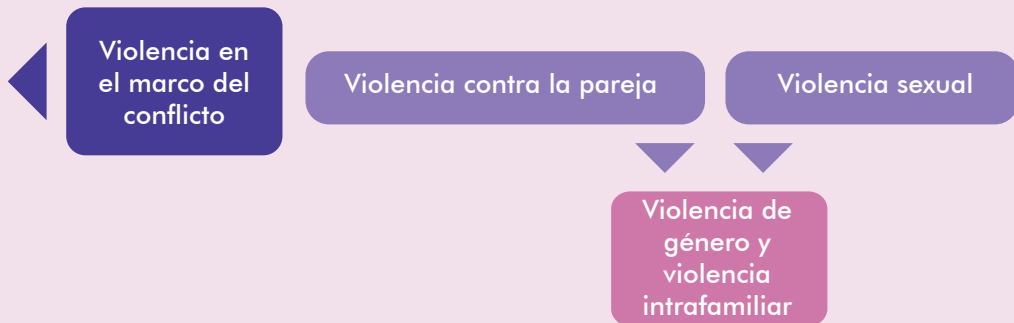 Violencia en
el marco del
conflicto
Violencia contra la pareja
Violencia sexual
Violencia de
género y
violencia
intrafamiliar